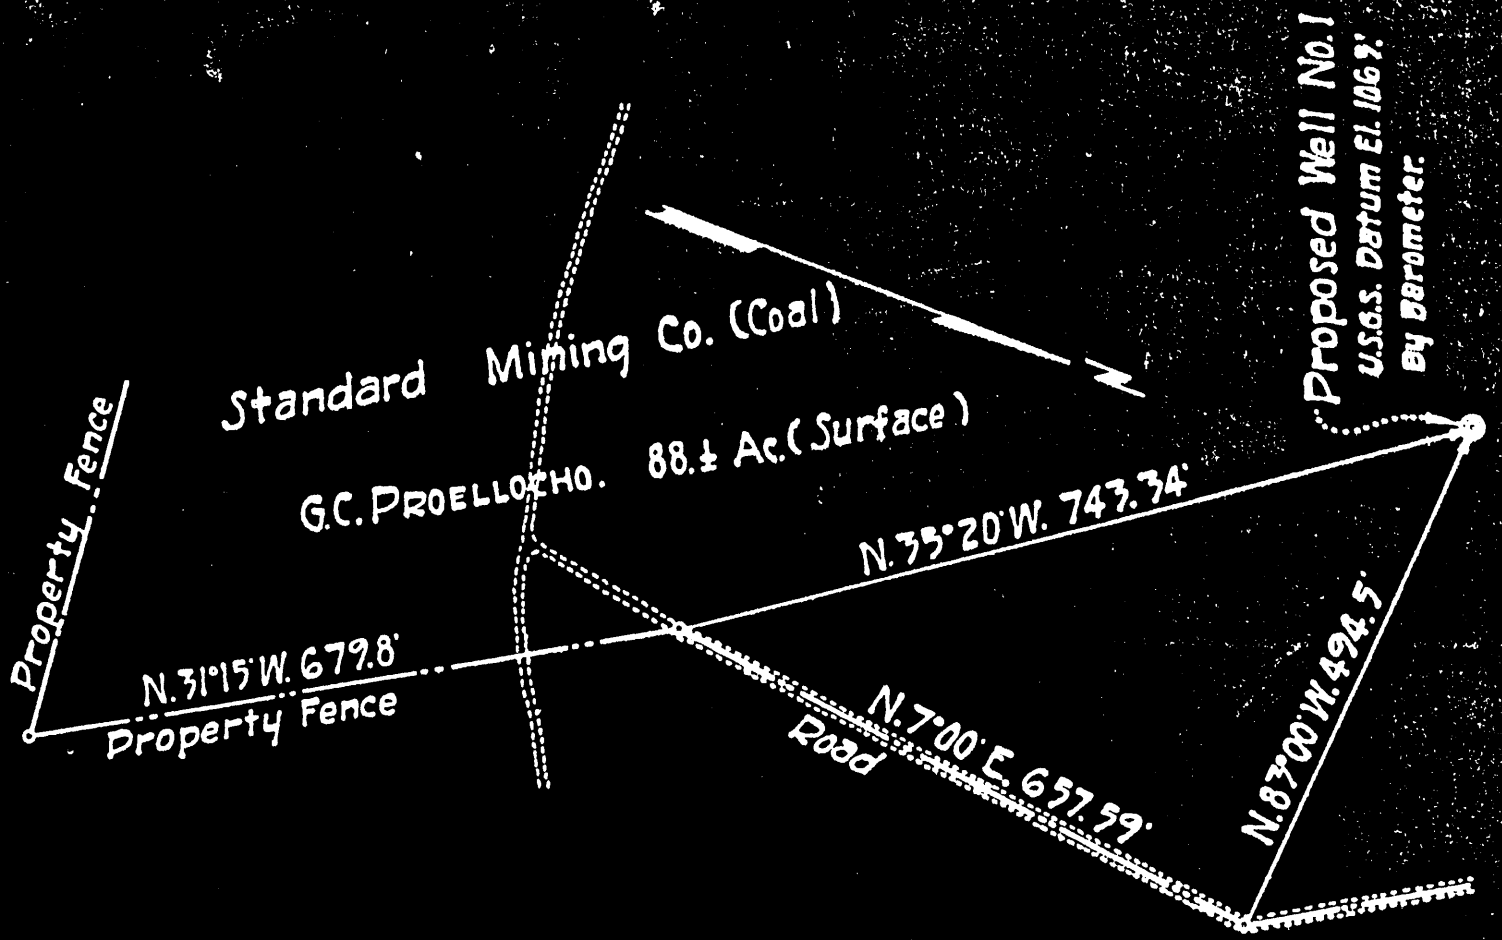 Proposed Well No. 1
U.S.G.S. Datum El. 1069'.
By Barometer.
Standard Mining Co. (Coal)
G.C. PROELLOCHO. 88.± Ac. (Surface)
Property Fence
N. 35°20' W. 743.34'
N. 31°15' W. 679.8'
Property Fence
N. 7°00' E. 657.59'
Road
N. 83°00' W. 494.5'